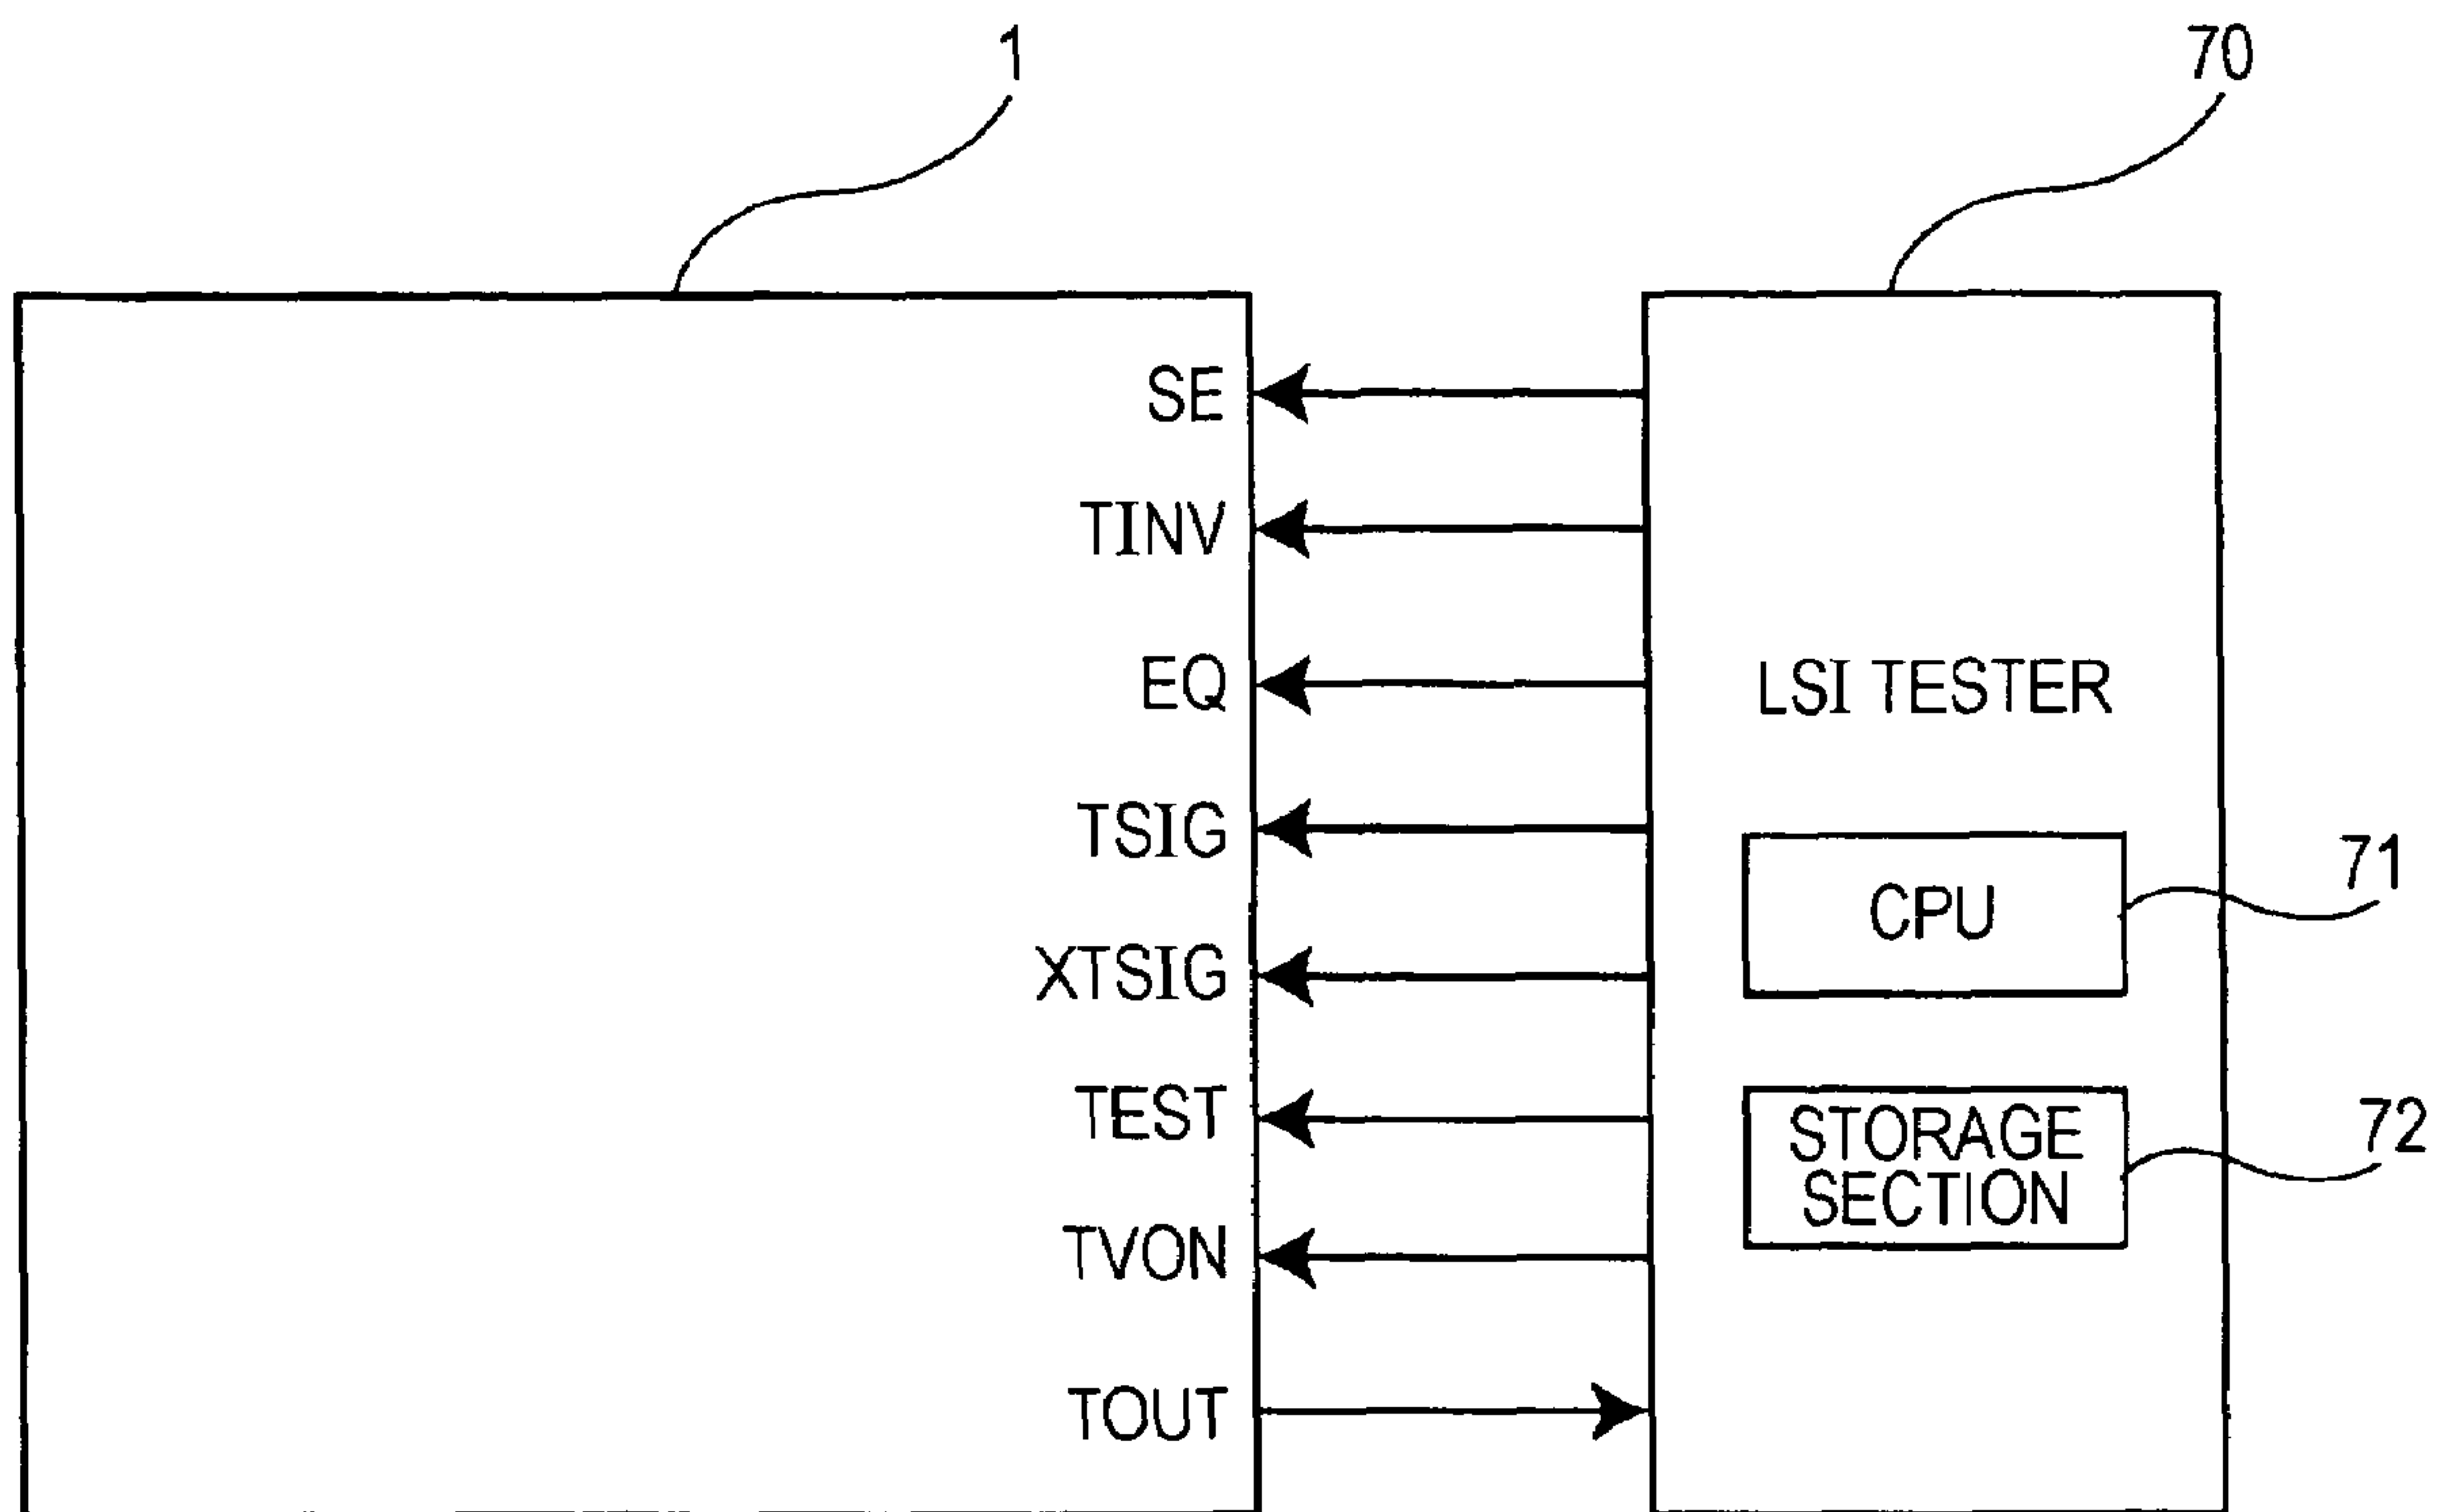 1
70
SE
TINV
EQ
TSIG
XTSIG
TEST
TVON
TOUT
LSI TESTER
CPU
71
STORAGE
SECTION
72